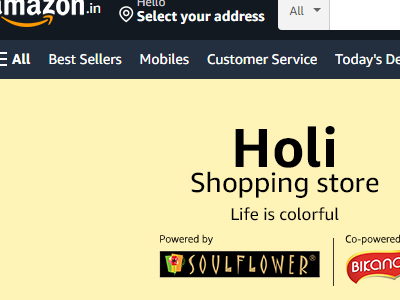 amazon.in
Hello
Select your address
All
All Best Sellers Mobiles Customer Service Today's De
Holi
Shopping store
Life is colorful
Powered by
SOULFLOWER®
Co-powered
BIKANO